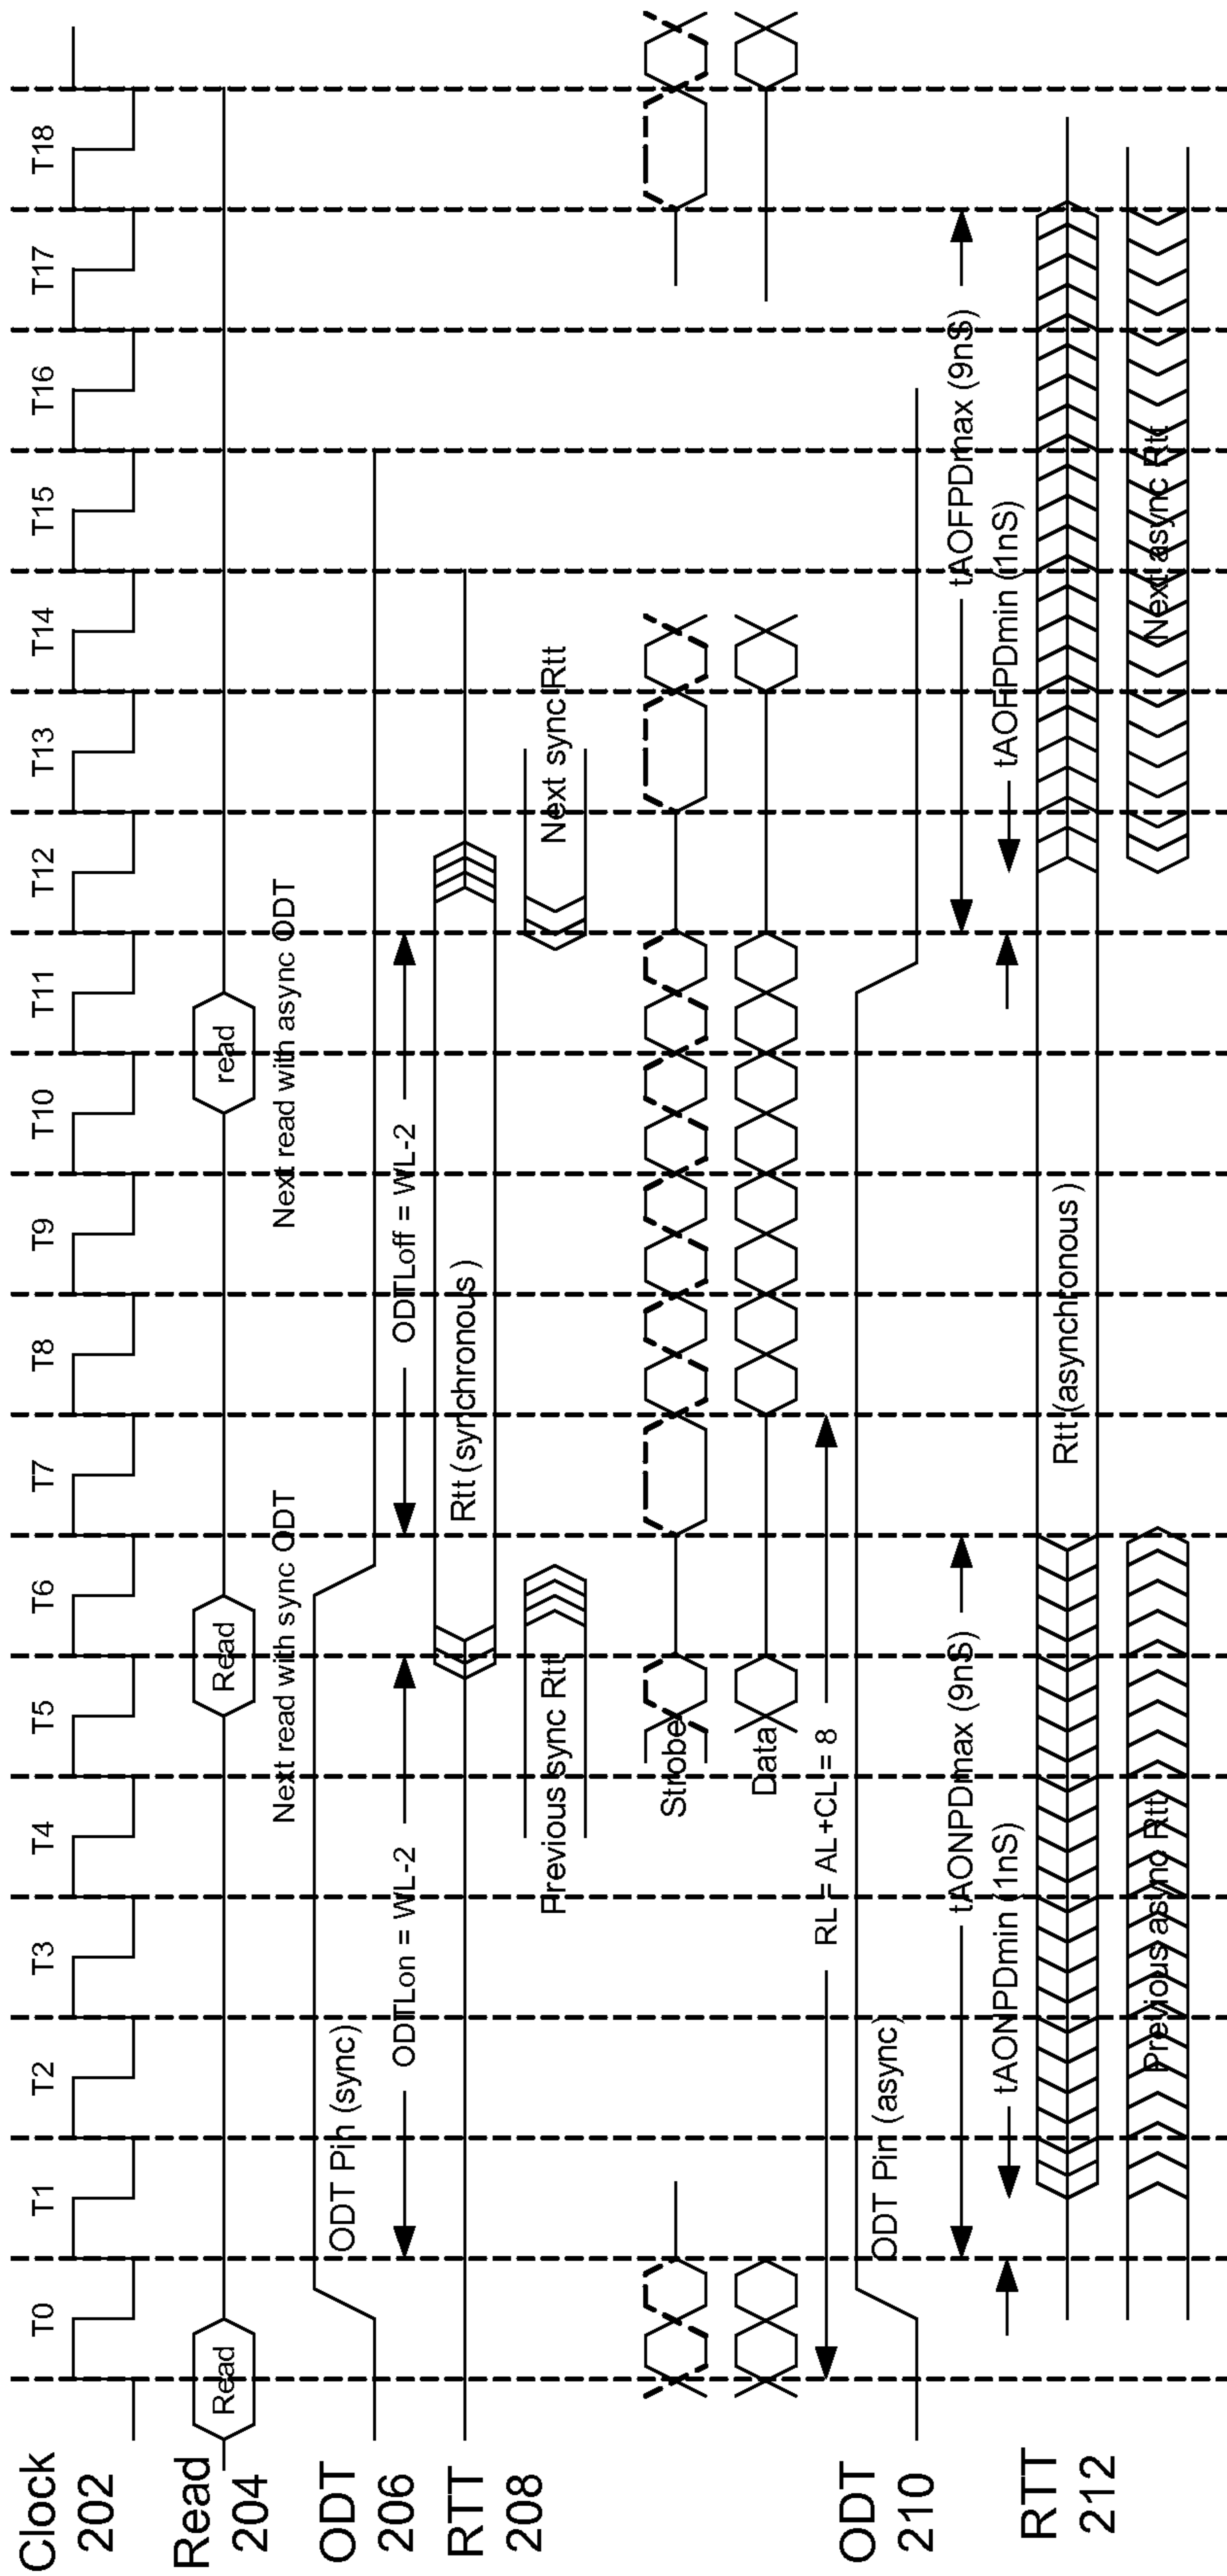 T0 T1 T2 T3 T4 T5 T6 T7 T8 T9 T10 T11 T12 T13 T14 T15 T16 T17 T18
Clock
202
Read
204
Read
Read
read
Next read with sync ODT
Next read with async ODT
ODT
206
ODT Pin (sync)
ODTLon = WL-2
ODTLoff = WL-2
RTT
208
Rtt (synchronous)
Previous sync Rtt
Next sync Rtt
Strobe
Data
RL = AL+CL = 8
ODT
210
ODT Pin (async)
tAONPDmax (9nS)
tAOFPDmax (9nS)
tAONPDmin (1nS)
tAOFPDmin (1nS)
RTT
212
Rtt (asynchronous)
Previous async Rtt
Next async Rtt